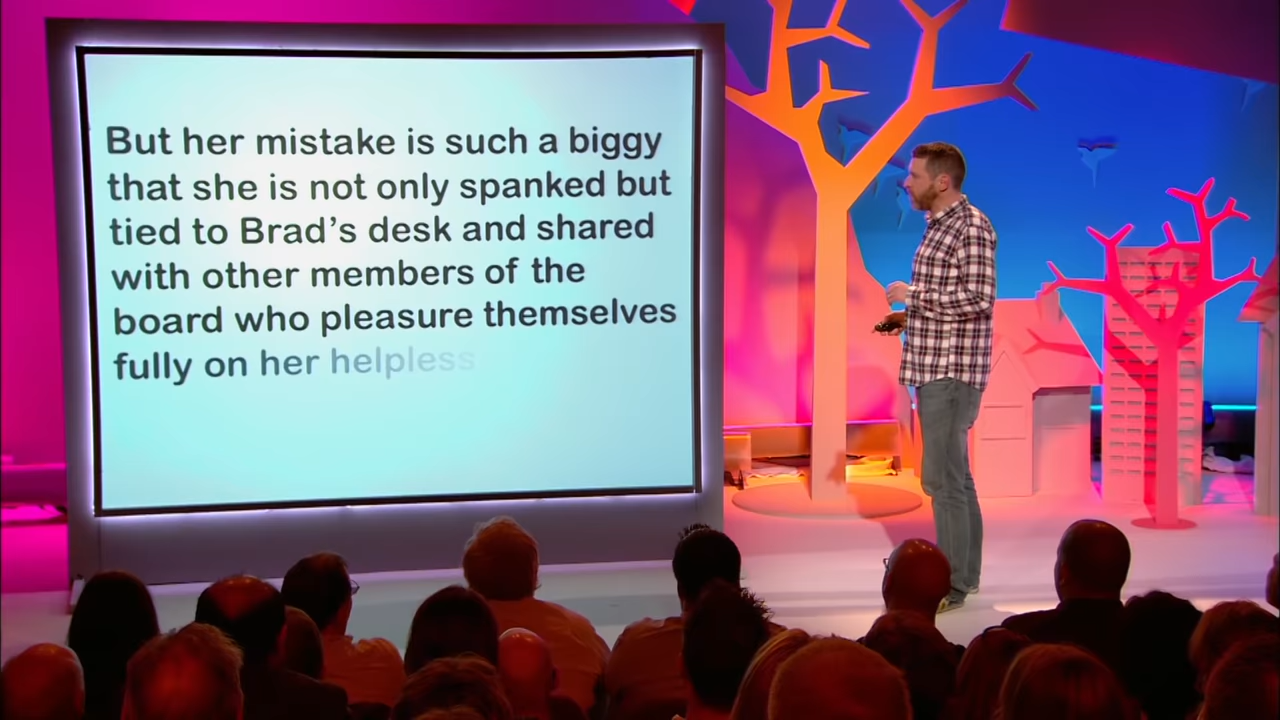 But her mistake is such a biggy
that she is not only spanked but
tied to Brad's desk and shared
with other members of the
board who pleasure themselves
fully on her helpless